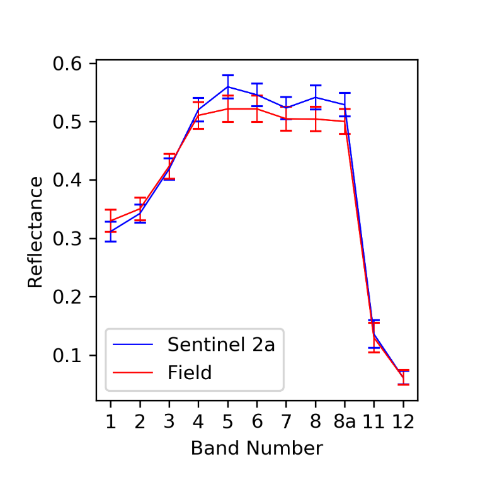 0.6
0.5
0.4
0.3
0.2
0.1
Reflectance
Sentinel 2a
Field
1 2 3 4 5 6 7 8 8a 11 12
Band Number